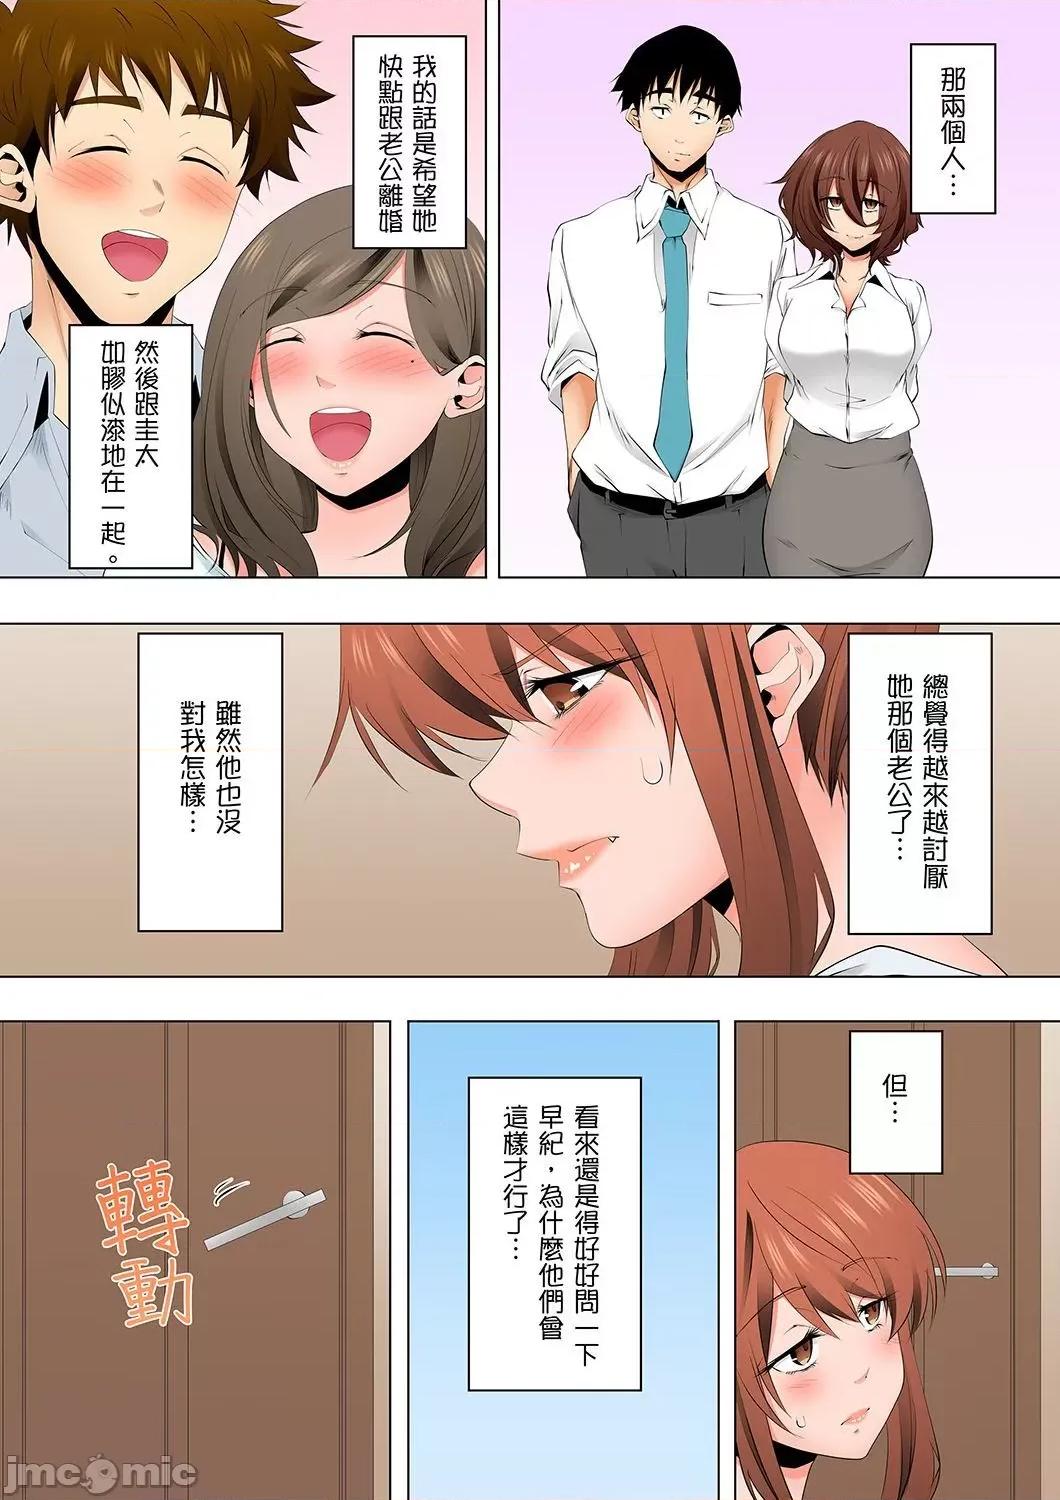 那兩個人…
我的話是希望她
快點跟老公離婚
然後跟圭太
如膠似漆地在一起。
總覺得越來越討厭
她那個老公了…
雖然他也沒
對我怎樣…
但…
看來還是得好好問一下
早紀，為什麼他們會
這樣才行了…
轉動
jmcomic